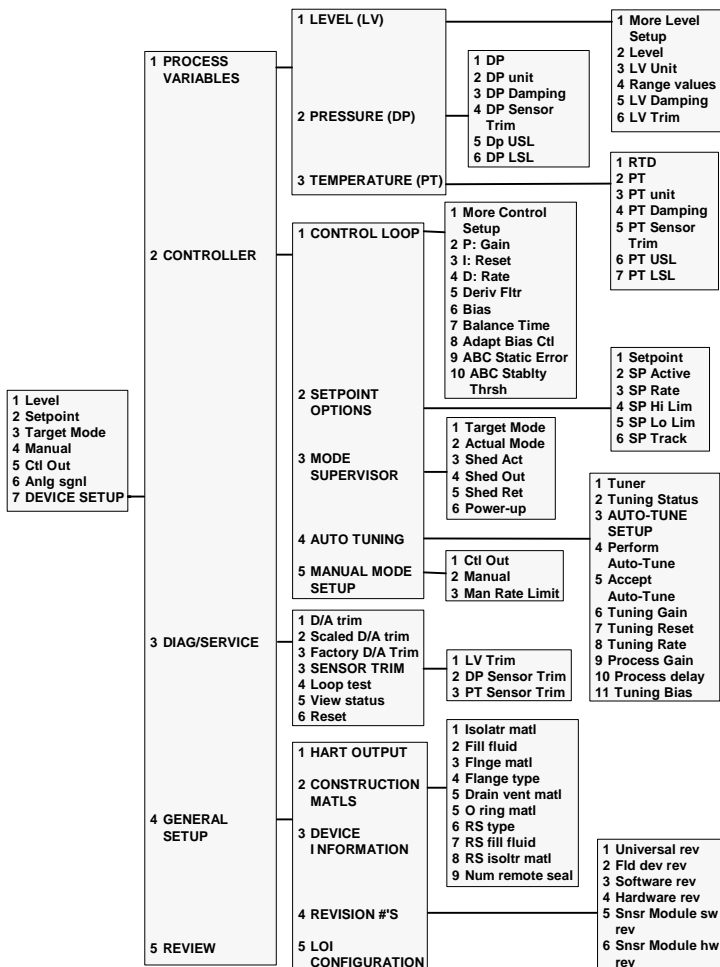 1 Level
2 Setpoint
3 Target Mode
4 Manual
5 Ctl Out
6 Anlg sgnl
7 DEVICE SETUP
1 PROCESS
VARIABLES
2 CONTROLLER
3 DIAG/SERVICE
4 GENERAL
SETUP
5 REVIEW
1 LEVEL (LV)
2 PRESSURE (DP)
3 TEMPERATURE (PT)
1 More Level
Setup
2 Level
3 LV Unit
4 Range values
5 LV Damping
6 LV Trim
1 DP
2 DP unit
3 DP Damping
4 DP Sensor
Trim
5 Dp USL
6 DP LSL
1 RTD
2 PT
3 PT unit
4 PT Damping
5 PT Sensor
Trim
6 PT USL
7 PT LSL
1 CONTROL LOOP
2 SETPOINT
OPTIONS
3 MODE
SUPERVISOR
4 AUTO TUNING
5 MANUAL MODE
SETUP
1 More Control
Setup
2 P: Gain
3 I: Reset
4 D: Rate
5 Deriv Fltr
6 Bias
7 Balance Time
8 Adapt Bias Ctl
9 ABC Static Error
10 ABC Stablty
Thrsh
1 Setpoint
2 SP Active
3 SP Rate
4 SP Hi Lim
5 SP Lo Lim
6 SP Track
1 Target Mode
2 Actual Mode
3 Shed Act
4 Shed Out
5 Shed Ret
6 Power-up
1 Tuner
2 Tuning Status
3 AUTO-TUNE
SETUP
4 Perform
Auto-Tune
5 Accept
Auto-Tune
6 Tuning Gain
7 Tuning Reset
8 Tuning Rate
9 Process Gain
10 Process delay
11 Tuning Bias
1 Ctl Out
2 Manual
3 Man Rate Limit
1 D/A trim
2 Scaled D/A trim
3 Factory D/A Trim
3 SENSOR TRIM
4 Loop test
5 View status
6 Reset
1 LV Trim
2 DP Sensor Trim
3 PT Sensor Trim
1 HART OUTPUT
2 CONSTRUCTION
MATLS
3 DEVICE
INFORMATION
4 REVISION #'S
5 LOI
CONFIGURATION
1 Isolatr matl
2 Fill fluid
3 Flnge matl
4 Flange type
5 Drain vent matl
5 O ring matl
6 RS type
7 RS fill fluid
8 RS isoltr matl
9 Num remote seal
1 Universal rev
2 Fld dev rev
3 Software rev
4 Hardware rev
5 Snsr Module sw
rev
6 Snsr Module hw
rev